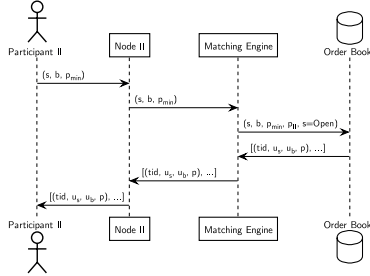 Participant II
Node II
Matching Engine
Order Book
(s, b, pmin)
(s, b, pmin)
(s, b, pmin, pII, s=Open)
[(tid, us, ub, p), ...]
[(tid, us, ub, p), ...]
[(tid, us, ub, p), ...]
Participant II
Node II
Matching Engine
Order Book